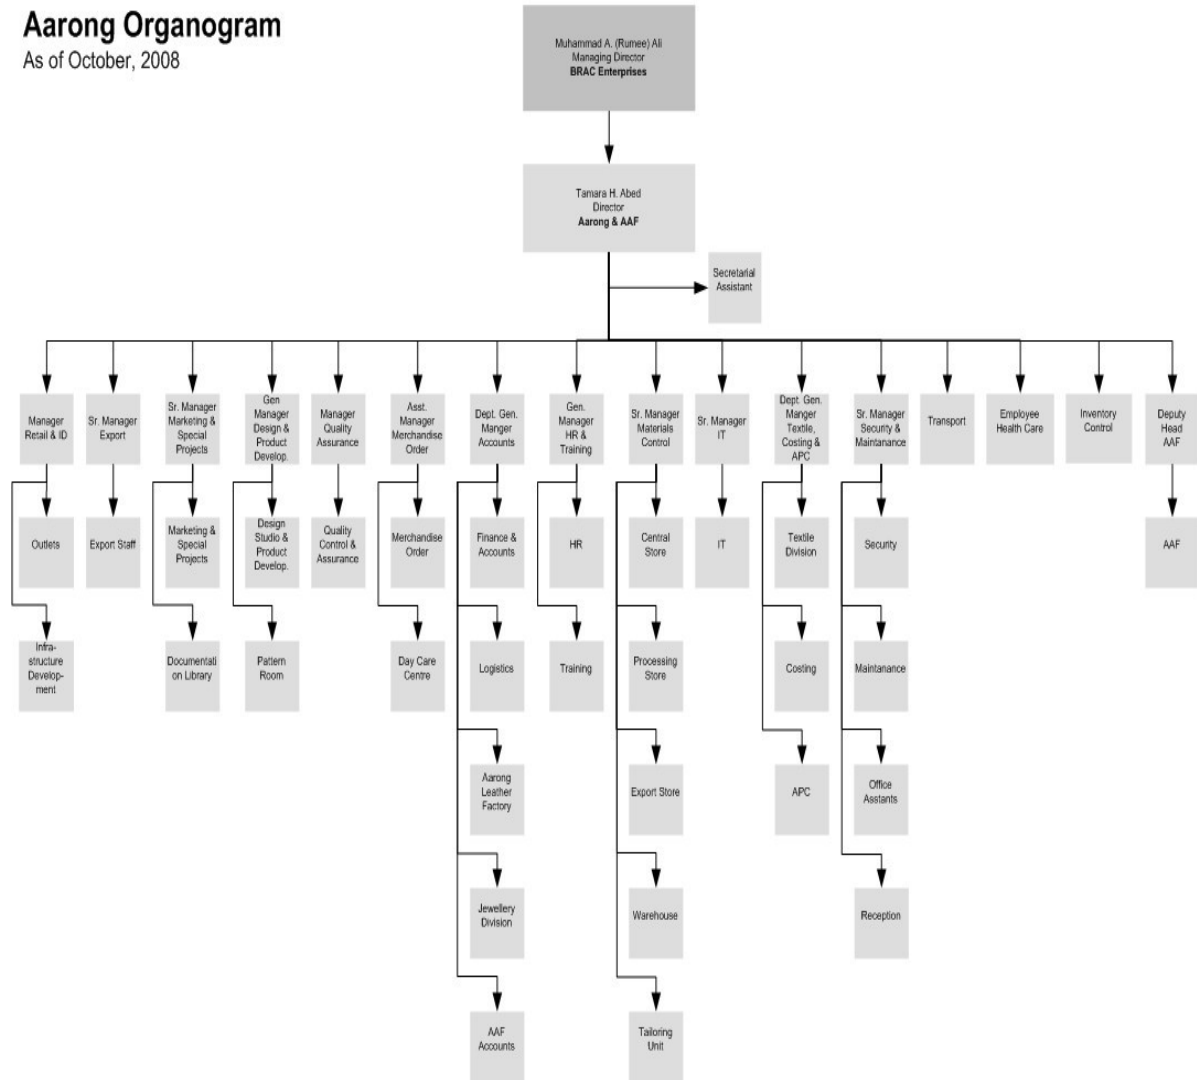 Aarong Organogram
As of October, 2008
Muhammad A. (Rumee) Ali
Managing Director
BRAC Enterprises
Tamara H. Abed
Director
Aarong & AAF
Secretarial
Assistant
Manager
Retail & ID
Sr. Manager
Export
Sr. Manager
Marketing &
Special
Projects
Gen
Manager
Design &
Product
Develop.
Manager
Quality
Assurance
Asst.
Manager
Merchandise
Order
Dept. Gen.
Manger
Accounts
Gen.
Manager
HR &
Training
Sr. Manager
Materials
Control
Sr. Manager
IT
Dept. Gen.
Manger
Textile,
Costing &
APC
Sr. Manager
Security &
Maintanance
Transport
Employee
Health Care
Inventory
Control
Deputy
Head
AAF
Outlets
Export Staff
Marketing &
Special
Projects
Design
Studio &
Product
Develop.
Quality
Control &
Assurance
Merchandise
Order
Finance &
Accounts
HR
Central
Store
IT
Textile
Division
Security
AAF
Infra-
structure
Develop-
ment
Documentati
on Library
Pattern
Room
Day Care
Centre
Logistics
Training
Processing
Store
Costing
Maintanance
Aarong
Leather
Factory
Export Store
APC
Office
Asstants
Jewellery
Division
Warehouse
Reception
AAF
Accounts
Tailoring
Unit